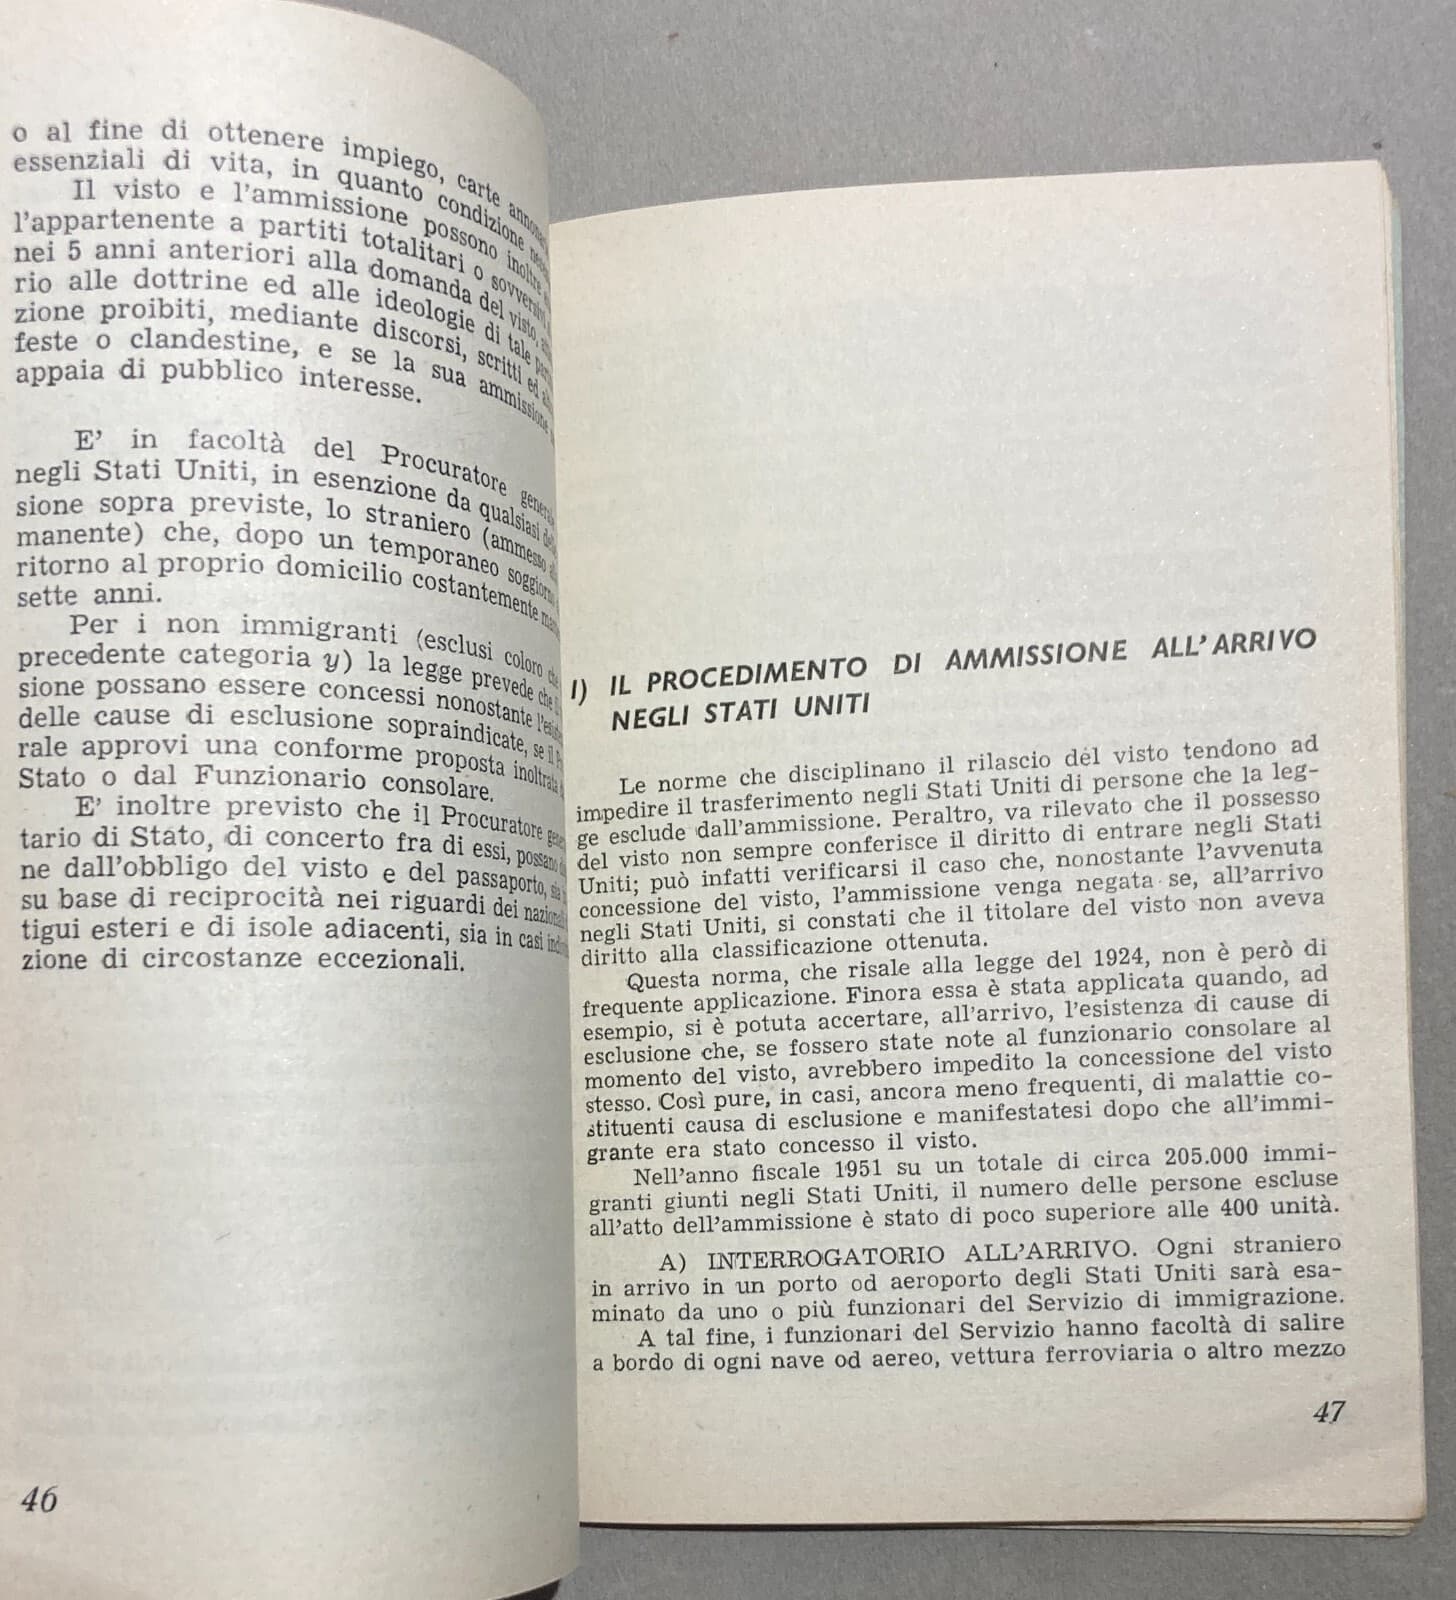 o al fine di ottenere impiego, carte
essenziali di vita, in quanto condizione
Il visto e l'ammissione possono inoltre
l'appartenente a partiti totalitari o sovversivi
nei 5 anni anteriori alla domanda del visto,
rio alle dottrine ed alle ideologie di tale
zione proibiti, mediante discorsi, scritti ed
feste o clandestine, e se la sua ammissione
appaia di pubblico interesse.
E' in facoltà del Procuratore
negli Stati Uniti, in esenzione da qualsiasi
sione sopra previste, lo straniero (ammesso
manente) che, dopo un temporaneo soggiorno
ritorno al proprio domicilio costantemente
sette anni.
Per i non immigranti (esclusi coloro
precedente categoria y) la legge prevede che
sione possano essere concessi nonostante
delle cause di esclusione sopraindicate, se il
rale approvi una conforme proposta inoltrata
Stato o dal Funzionario consolare.
E' inoltre previsto che il Procuratore
tario di Stato, di concerto fra di essi, possano
ne dall'obbligo del visto e del passaporto, sia
su base di reciprocità nei riguardi dei
tigui esteri e di isole adiacenti, sia in casi
zione di circostanze eccezionali.
46
I) IL PROCEDIMENTO DI AMMISSIONE ALL'ARRIVO
NEGLI STATI UNITI
Le norme che disciplinano il rilascio del visto tendono ad
impedire il trasferimento negli Stati Uniti di persone che la leg-
ge esclude dall'ammissione. Peraltro, va rilevato che il possesso
del visto non sempre conferisce il diritto di entrare negli Stati
Uniti; può infatti verificarsi il caso che, nonostante l'avvenuta
concessione del visto, l'ammissione venga negata se, all'arrivo
negli Stati Uniti, si constati che il titolare del visto non aveva
diritto alla classificazione ottenuta.
Questa norma, che risale alla legge del 1924, non è però di
frequente applicazione. Finora essa è stata applicata quando, ad
esempio, si è potuta accertare, all'arrivo, l'esistenza di cause di
esclusione che, se fossero state note al funzionario consolare al
momento del visto, avrebbero impedito la concessione del visto
stesso. Così pure, in casi, ancora meno frequenti, di malattie co-
stituenti causa di esclusione e manifestatesi dopo che all'immi-
grante era stato concesso il visto.
Nell'anno fiscale 1951 su un totale di circa 205.000 immi-
granti giunti negli Stati Uniti, il numero delle persone escluse
all'atto dell'ammissione è stato di poco superiore alle 400 unità.
A) INTERROGATORIO ALL'ARRIVO. Ogni straniero
in arrivo in un porto od aeroporto degli Stati Uniti sarà esa-
minato da uno o più funzionari del Servizio di immigrazione.
A tal fine, i funzionari del Servizio hanno facoltà di salire
a bordo di ogni nave od aereo, vettura ferroviaria o altro mezzo
47